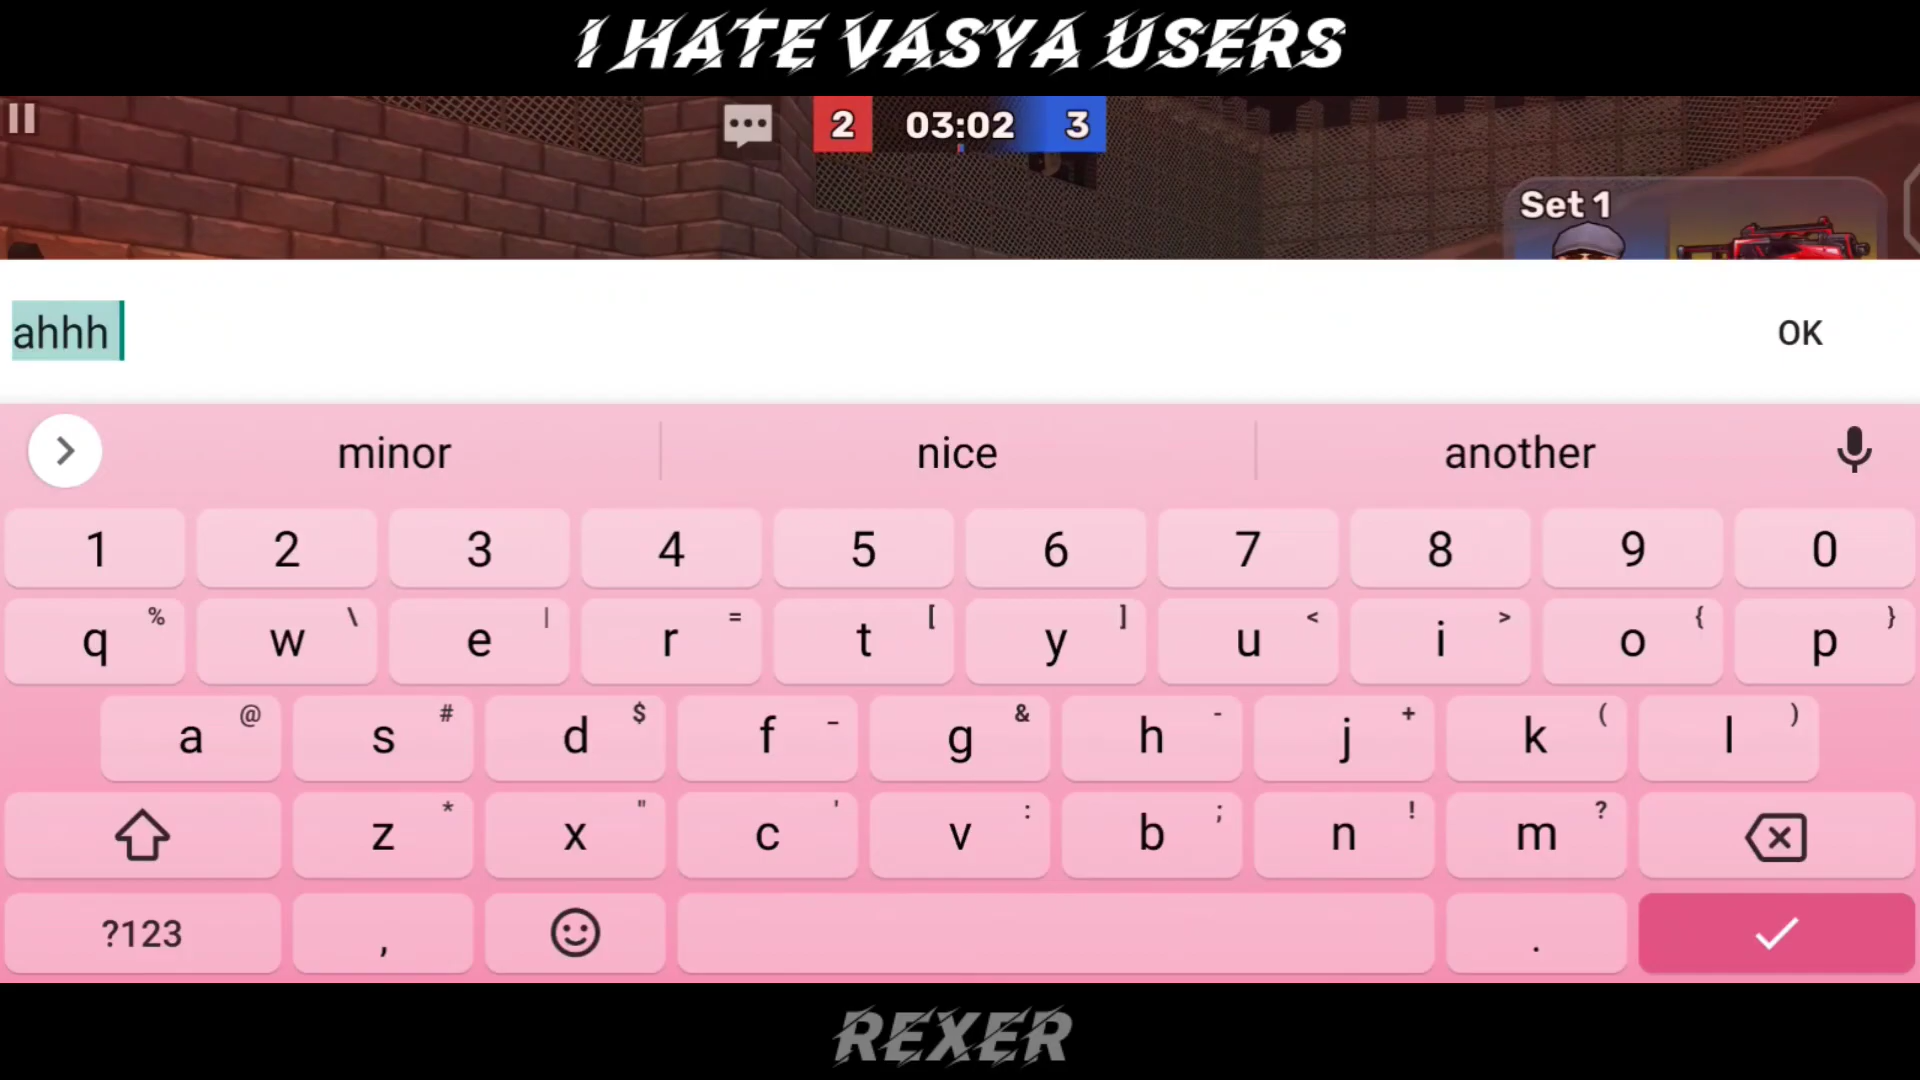 I HATE VASYA USERS
2 03:02 3
Set 1
ahhh
OK
minor nice another
1 2 3 4 5 6 7 8 9 0
q % w \ e | r = t [ y ] u < i > o { p }
a @ s # d $ f _ g & h - j + k ( l )
z * x " c ' v : b ; n ! m ?
?123 , .
REXER